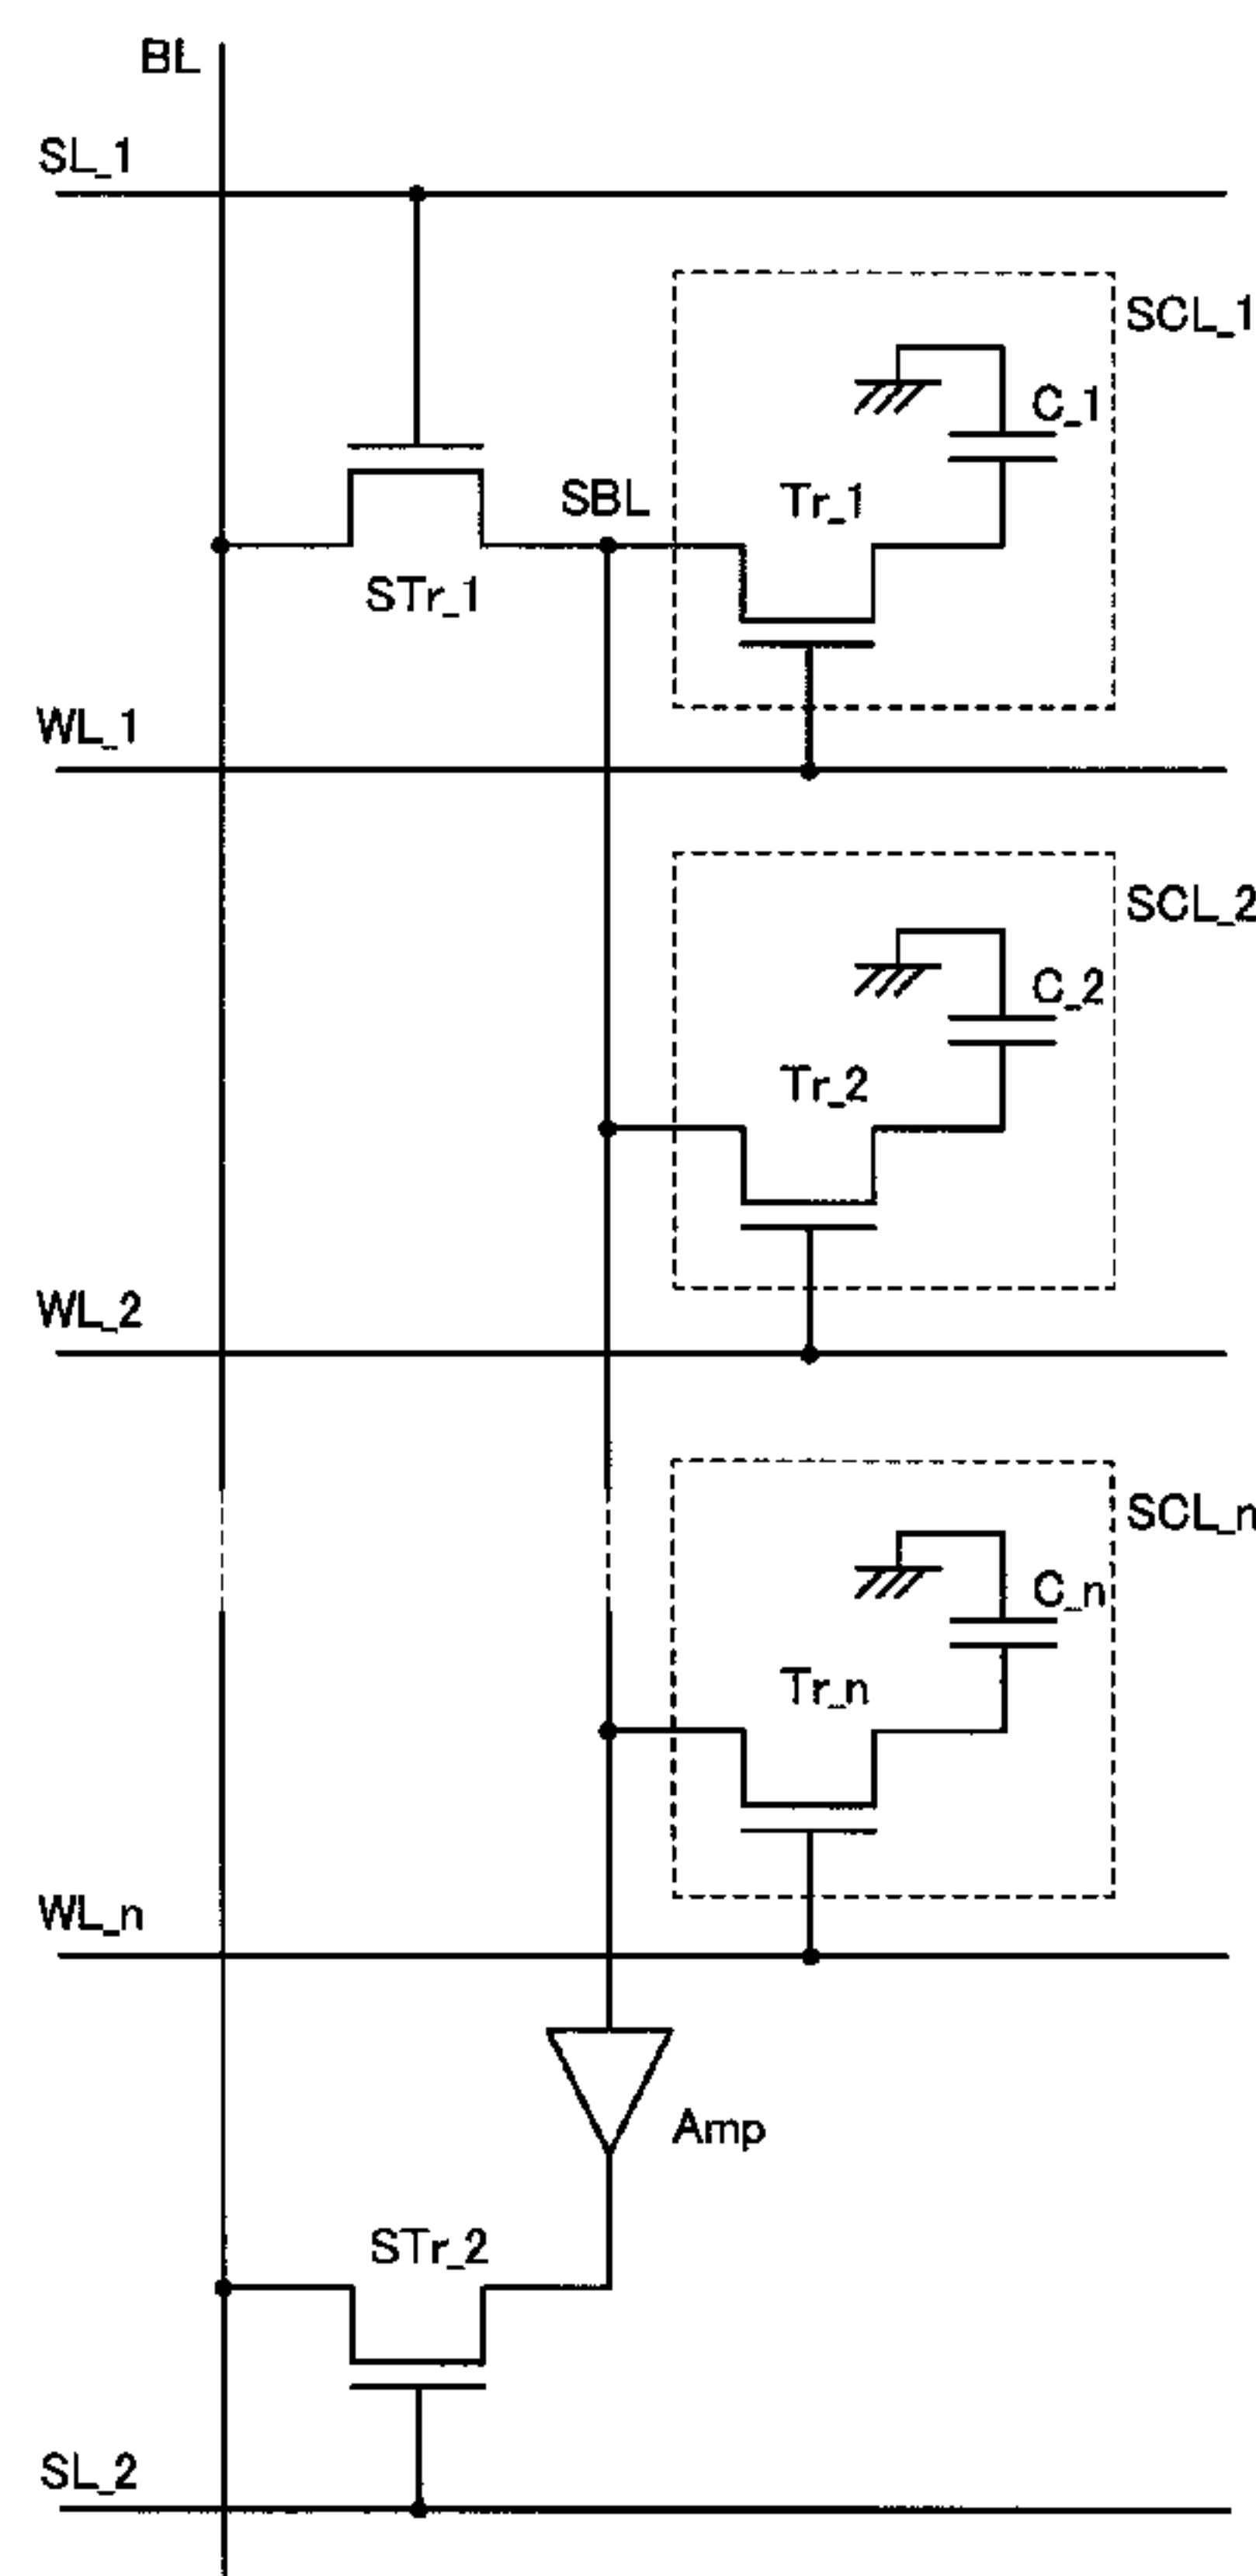 BL
SL_1
SCL_1
C_1
Tr_1
SBL
STr_1
WL_1
SCL_2
C_2
Tr_2
WL_2
SCL_n
C_n
Tr_n
WL_n
Amp
STr_2
SL_2